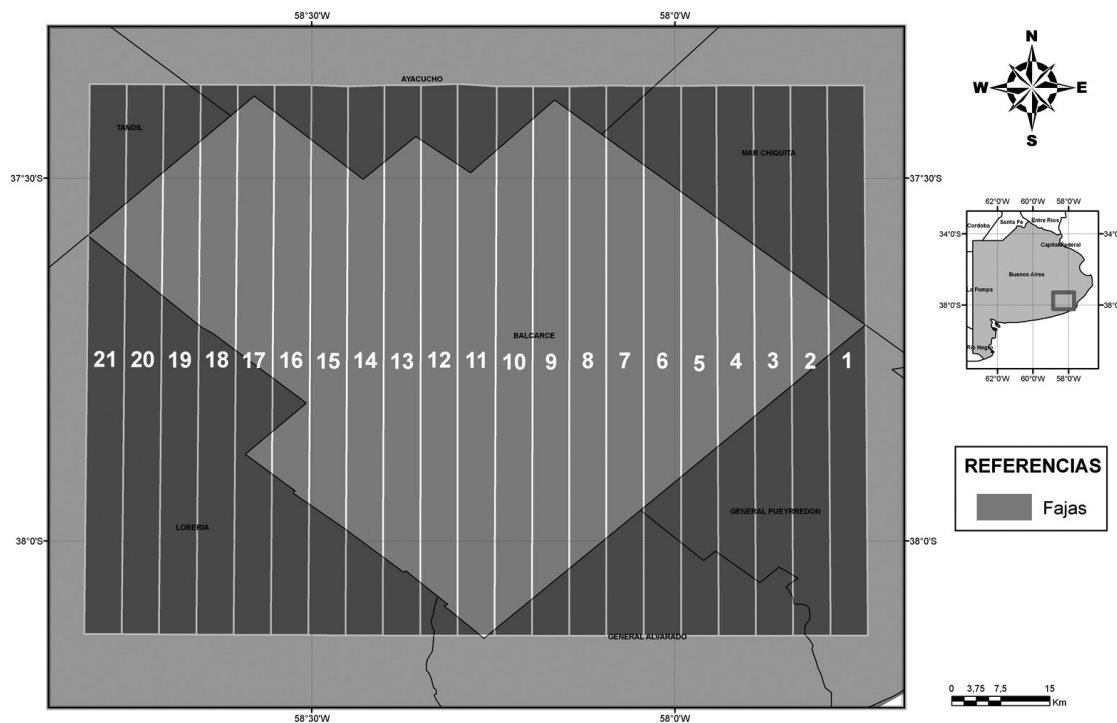 58°30'W
58°0'W
AYACUCHO
TANDIL
MAR CHIQUITA
37°30'S
37°30'S
BALCARCE
21
20
19
18
17
16
15
14
13
12
11
10
9
8
7
6
5
4
3
2
1
GENERAL PUEYRREDON
LOBERIA
38°0'S
38°0'S
GENERAL ALVARADO
58°30'W
58°0'W
N
W
E
S
62°0'W
60°0'W
58°0'W
Cordoba
Santa Fe
Entre Rios
34°0'S
34°0'S
Capital Federal
Buenos Aires
La Pampa
38°0'S
38°0'S
Rio Negro
62°0'W
60°0'W
58°0'W
REFERENCIAS
Fajas
0
3,75
7,5
15
Km